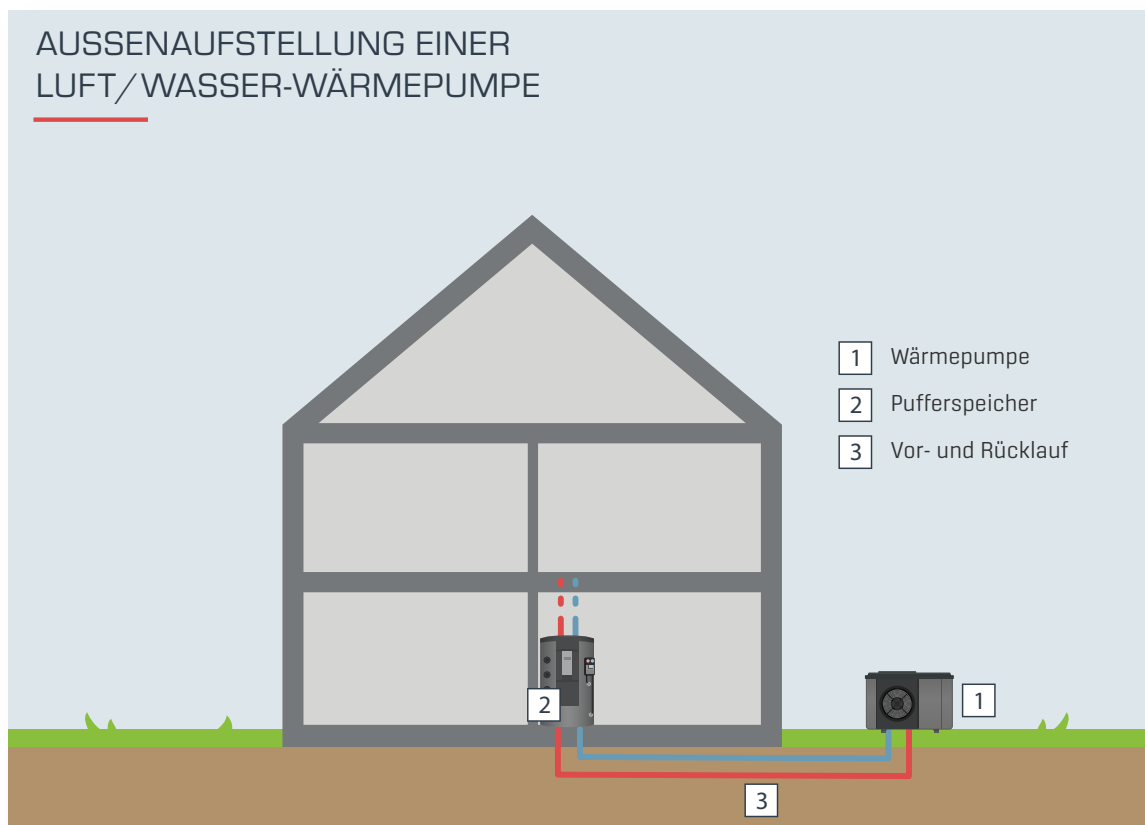 AUSSENAUFSTELLUNG EINER
LUFT/WASSER-WÄRMEPUMPE
1 Wärmepumpe
2 Pufferspeicher
3 Vor- und Rücklauf
2
1
3